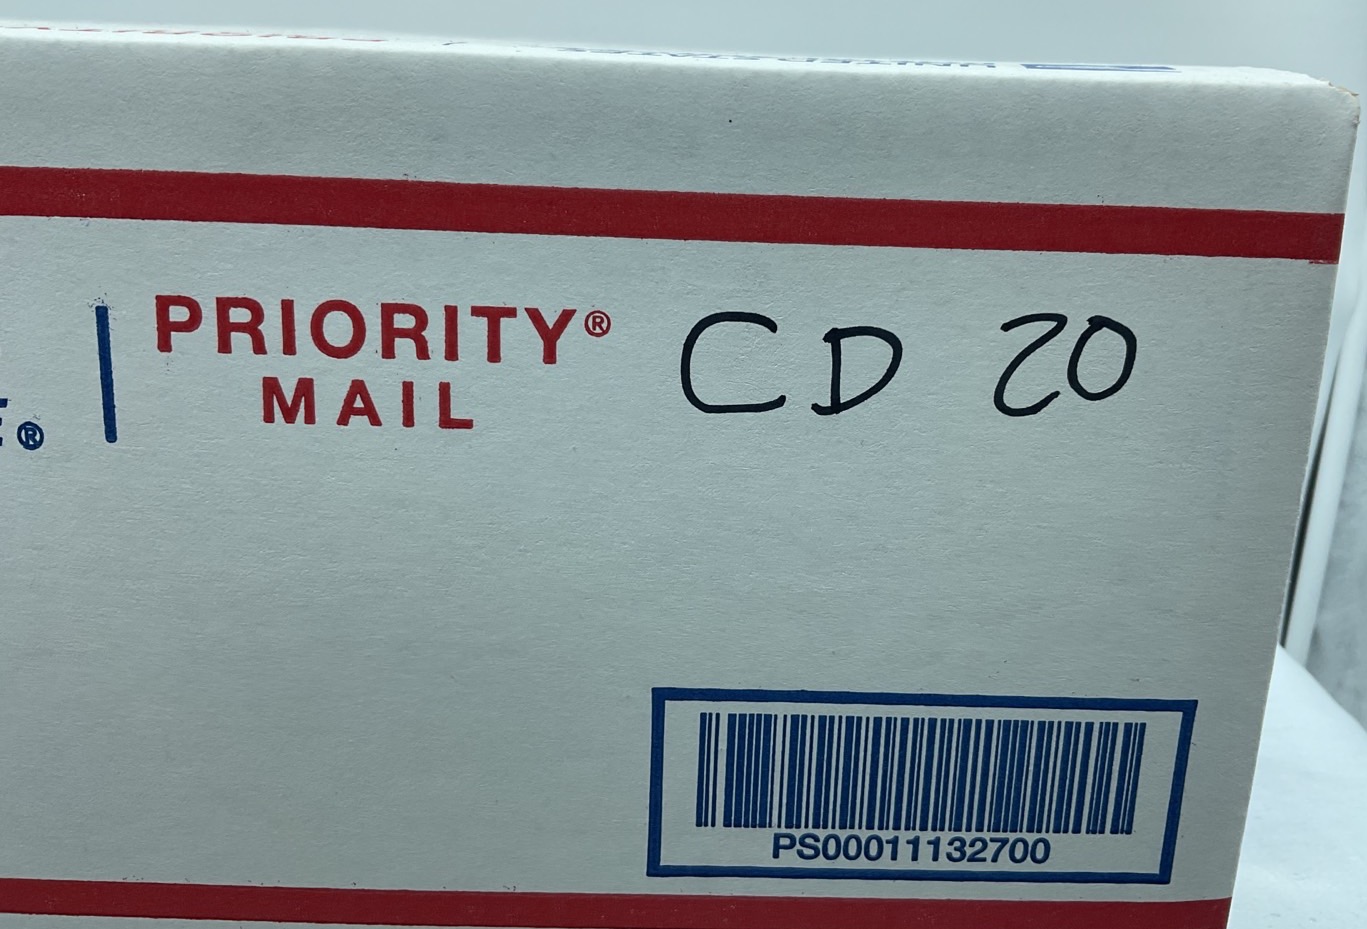 PRIORITY® CD 20
MAIL
®
PS00011132700